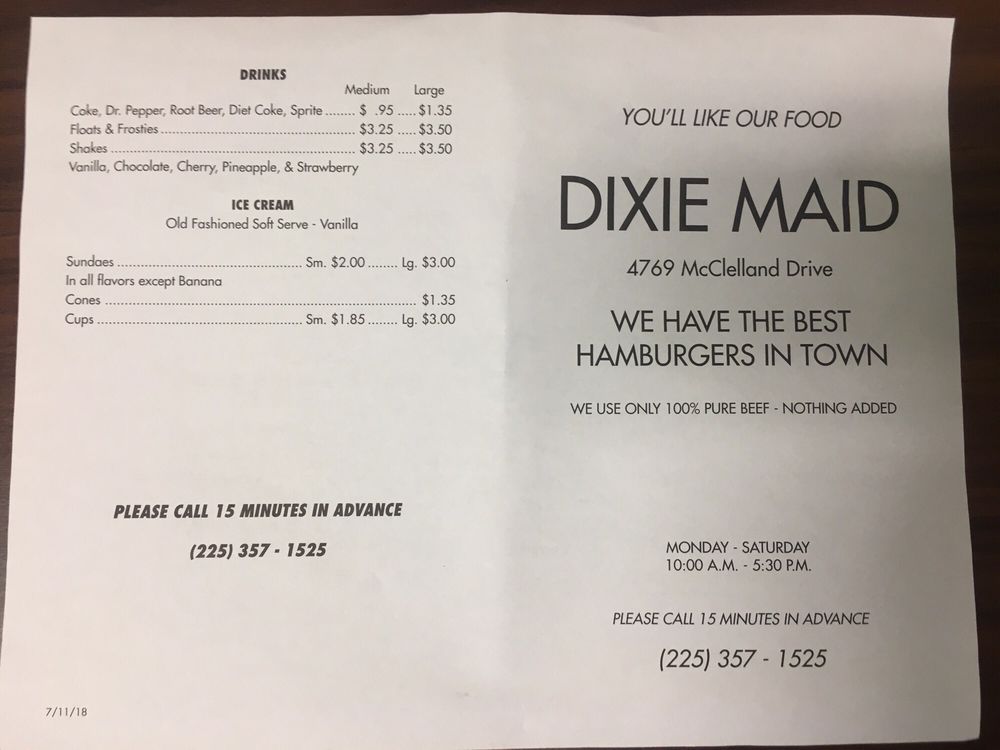 DRINKS
Medium Large
Coke, Dr. Pepper, Root Beer, Diet Coke, Sprite ....... $ .95 ..... $1.35
Floats & Frosties ................................................ $3.25 ..... $3.50
Shakes ............................................................. $3.25 ..... $3.50
Vanilla, Chocolate, Cherry, Pineapple, & Strawberry
ICE CREAM
Old Fashioned Soft Serve - Vanilla
Sundaes .............................................. Sm. $2.00 ........ Lg. $3.00
In all flavors except Banana
Cones ............................................................................ $1.35
Cups ................................................... Sm. $1.85 ........ Lg. $3.00
PLEASE CALL 15 MINUTES IN ADVANCE
(225) 357 - 1525
7/11/18
YOU'LL LIKE OUR FOOD
DIXIE MAID
4769 McClelland Drive
WE HAVE THE BEST
HAMBURGERS IN TOWN
WE USE ONLY 100% PURE BEEF - NOTHING ADDED
MONDAY - SATURDAY
10:00 A.M. - 5:30 P.M.
PLEASE CALL 15 MINUTES IN ADVANCE
(225) 357 - 1525